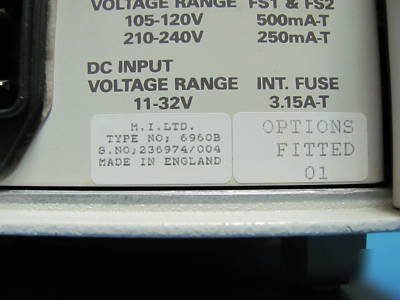 VOLTAGE RANGE FS1 & FS2
105-120V 500mA-T
210-240V 250mA-T
DC INPUT
VOLTAGE RANGE INT. FUSE
11-32V 3.15A-T
M.I.LTD.
TYPE NO; 6960B
S.NO;236974/004
MADE IN ENGLAND
OPTIONS
FITTED
01